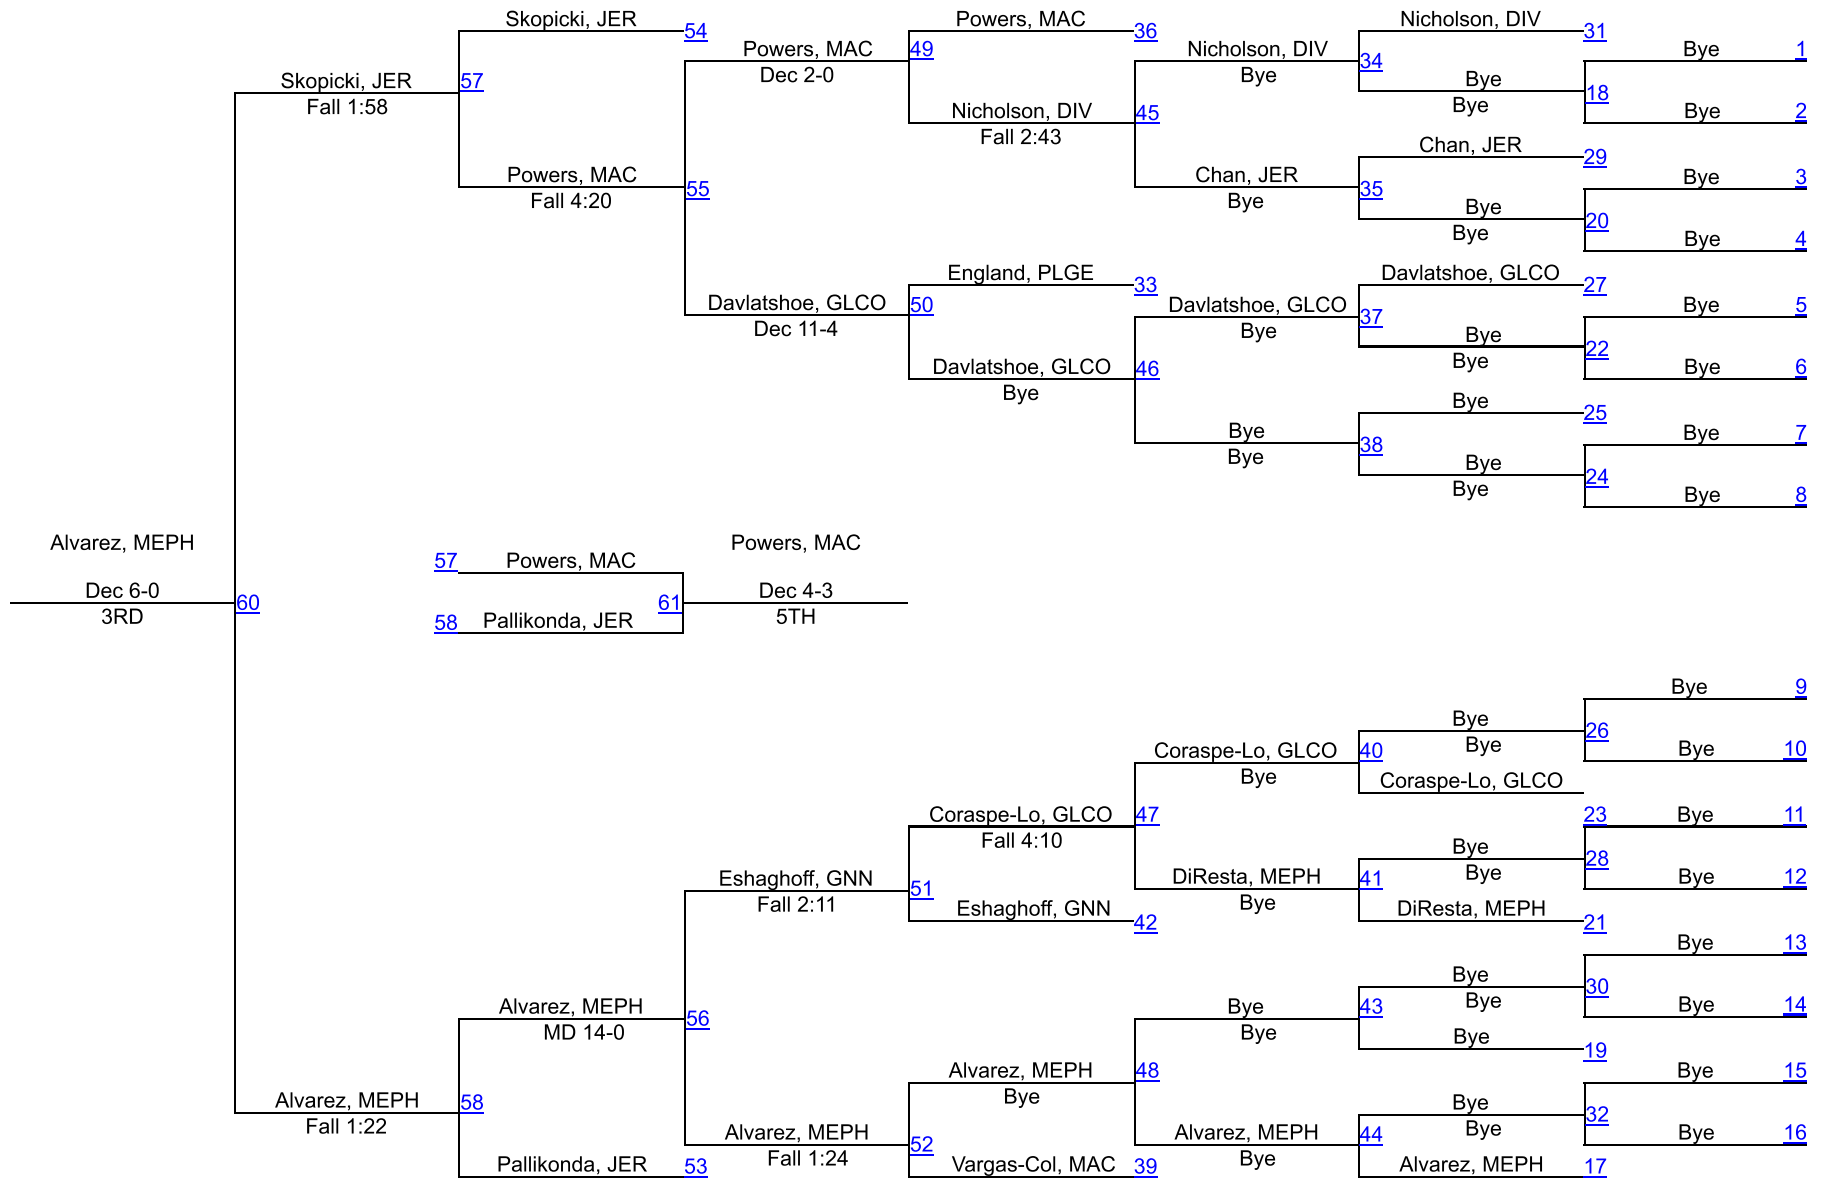 Skopicki, JER
54
Powers, MAC
36
Nicholson, DIV
31
Bye
1
Powers, MAC
49
Dec 2-0
Nicholson, DIV
34
Bye
Bye
18
Bye
Bye
2
Skopicki, JER
57
Fall 1:58
Nicholson, DIV
45
Fall 2:43
Chan, JER
29
Bye
3
Powers, MAC
55
Fall 4:20
Chan, JER
35
Bye
Bye
20
Bye
Bye
4
England, PLGE
33
Davlatshoe, GLCO
27
Bye
5
Davlatshoe, GLCO
50
Dec 11-4
Davlatshoe, GLCO
37
Bye
Bye
22
Bye
Bye
6
Davlatshoe, GLCO
46
Bye
Bye
25
Bye
7
Bye
38
Bye
Bye
24
Bye
Bye
8
Alvarez, MEPH
Dec 6-0
60
3RD
57
Powers, MAC
58
Pallikonda, JER
61
Powers, MAC
Dec 4-3
5TH
Bye
9
Bye
26
Bye
Bye
10
Coraspe-Lo, GLCO
40
Bye
Coraspe-Lo, GLCO
23
Bye
11
Coraspe-Lo, GLCO
47
Fall 4:10
Bye
28
Bye
Bye
12
Eshaghoff, GNN
51
Fall 2:11
DiResta, MEPH
41
Bye
Eshaghoff, GNN
42
DiResta, MEPH
21
Bye
13
Bye
30
Bye
Bye
14
Alvarez, MEPH
56
MD 14-0
Bye
43
Bye
Bye
19
Alvarez, MEPH
48
Bye
Bye
15
Alvarez, MEPH
58
Fall 1:22
Bye
32
Bye
Bye
16
Alvarez, MEPH
52
Fall 1:24
Alvarez, MEPH
44
Bye
Pallikonda, JER
53
Vargas-Col, MAC
39
Alvarez, MEPH
17